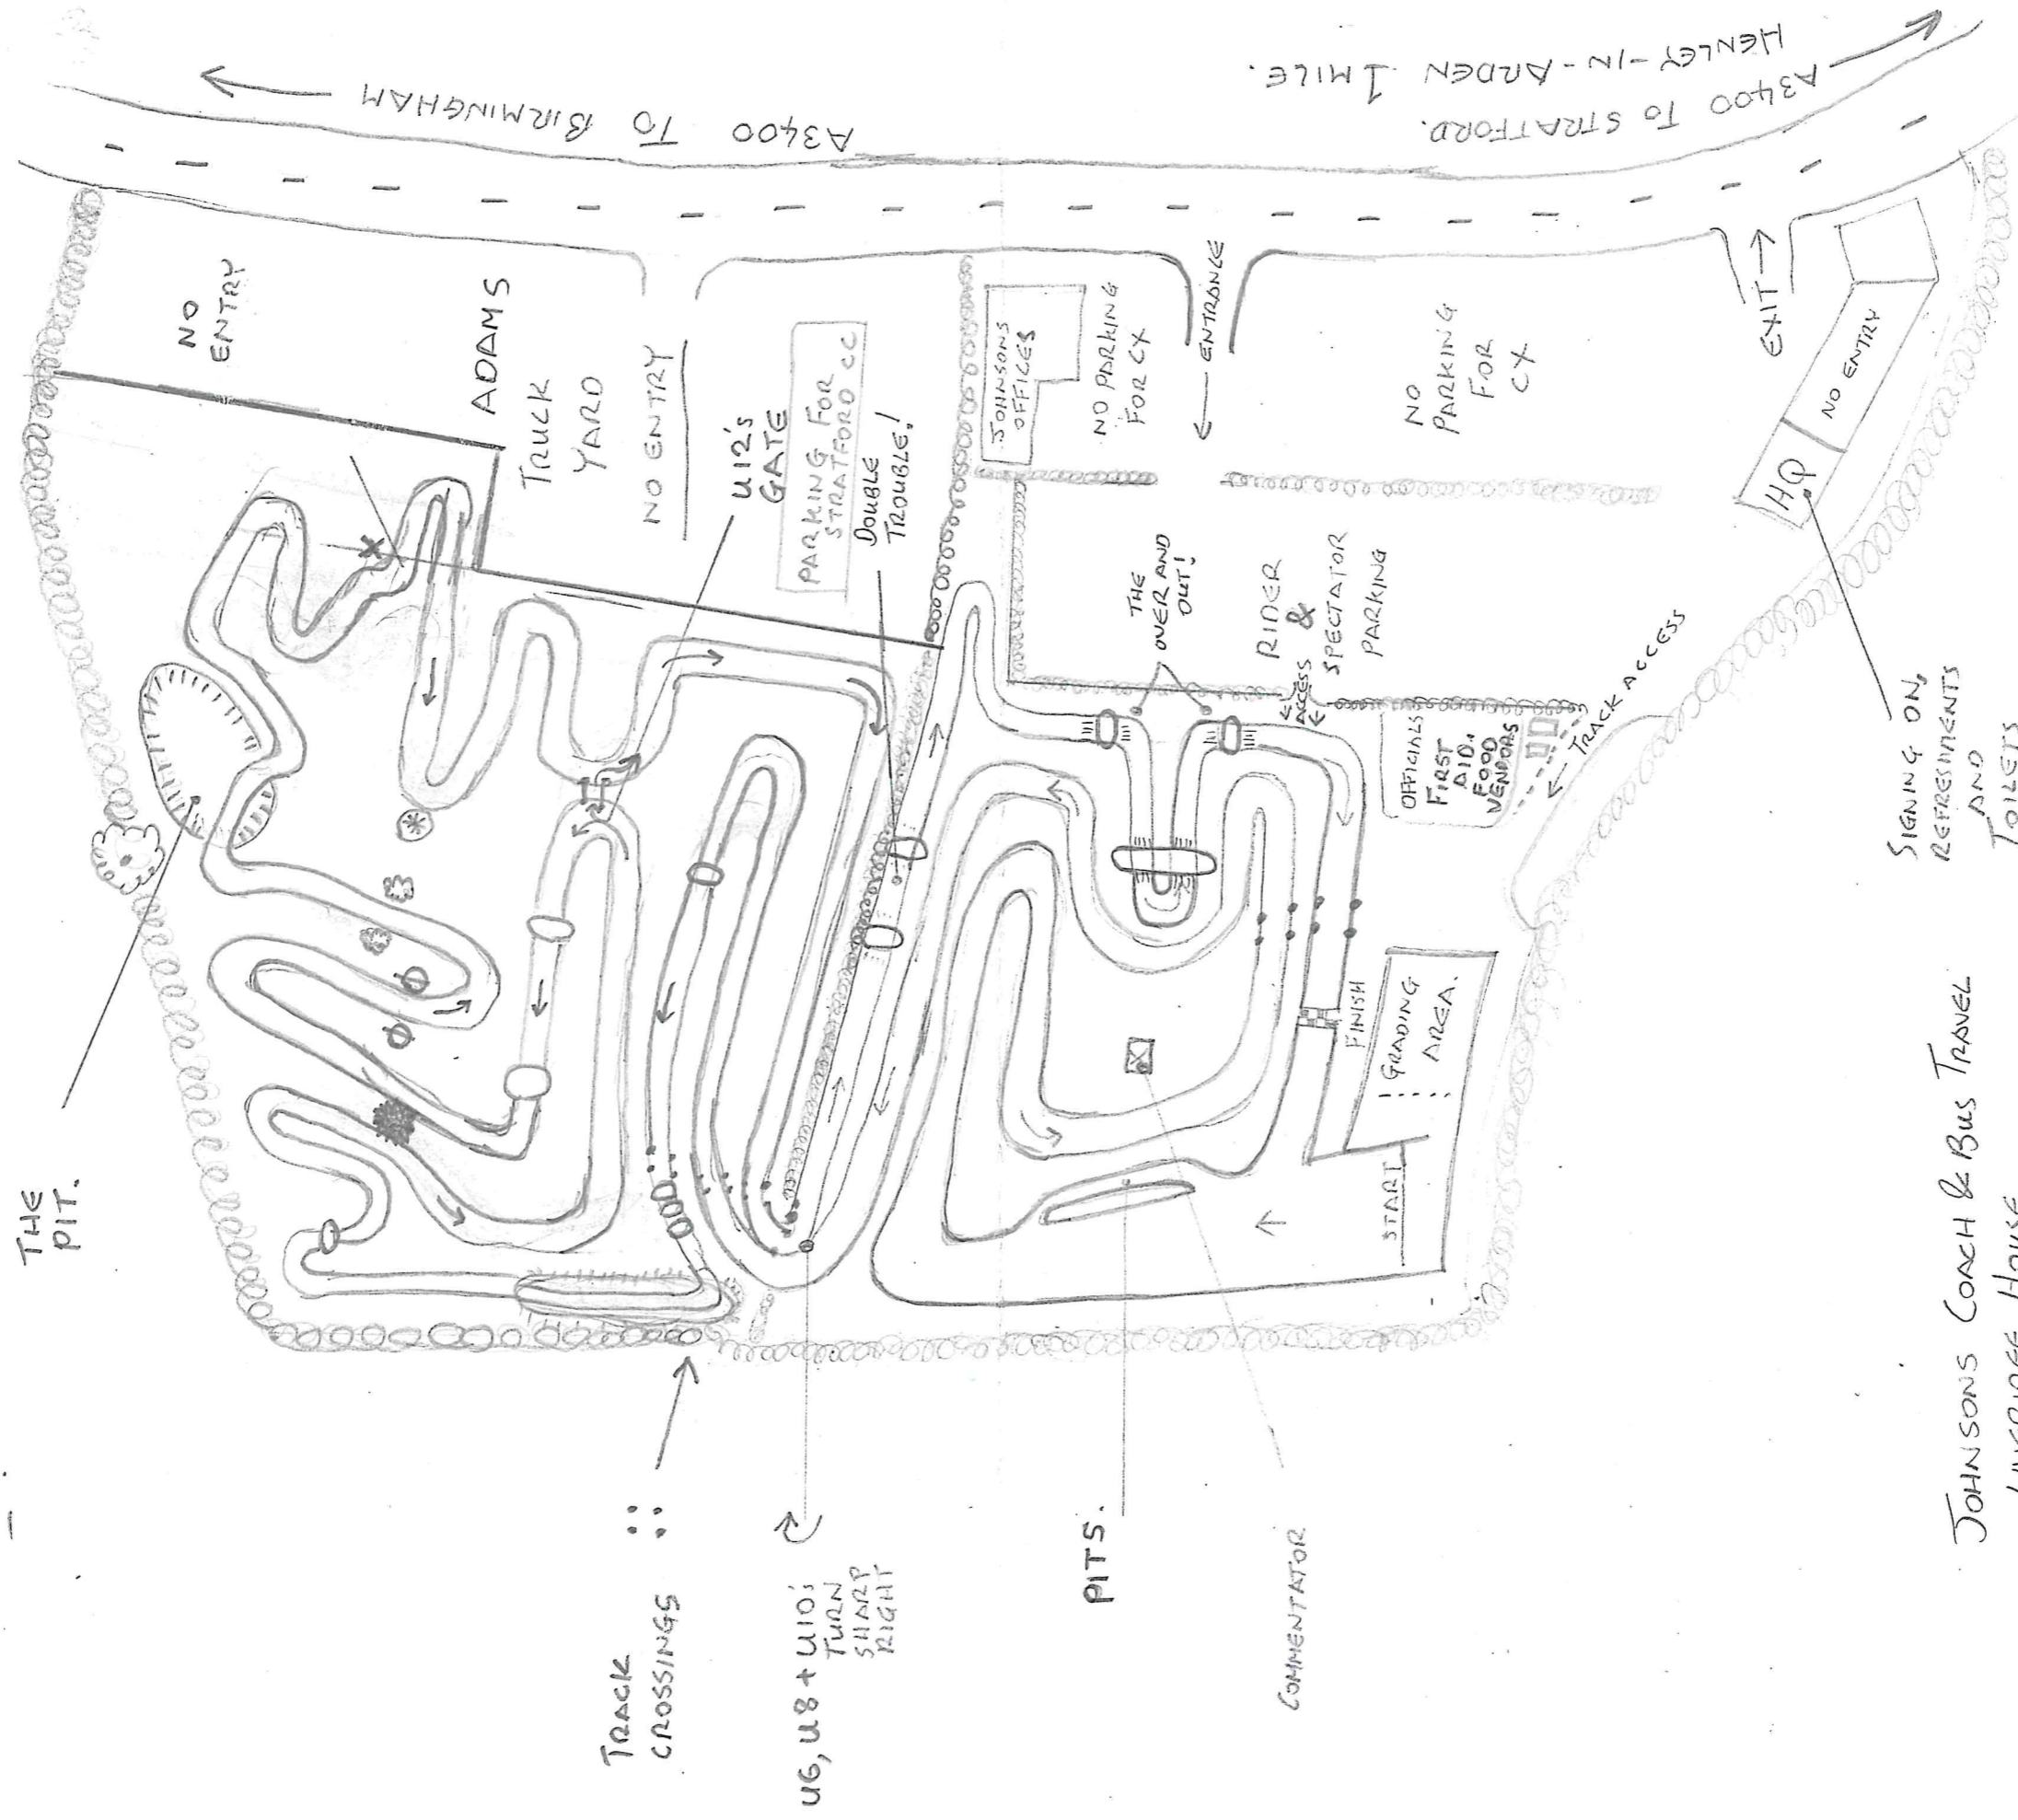 THE
PIT.
A3400 TO BIRMINGHAM
A3400 TO STRATFORD.
HENLEY-IN-ARDEN 1 MILE.
NO
ENTRY
ADAMS
TRUCK
YARD
NO ENTRY
U12's
GATE
PARKING FOR
STRATFORD CC
DOUBLE
TROUBLE!
JOHNSONS
OFFICES
NO PARKING
FOR CX
ENTRANCE
NO
PARKING
FOR
CX
EXIT
NO ENTRY
HQ
THE
OVER AND
OUT!
RIDER
&
SPECTATOR
PARKING
ACCESS
OFFICIALS
FIRST
AID.
FOOD
VENDORS
TRACK ACCESS
SIGNING ON,
REFRESHMENTS
AND
TOILETS
FINISH
GRADING
AREA.
START
TRACK
CROSSINGS
U6, U8 + U10's
TURN
SHARP
RIGHT
PITS.
COMMENTATOR
JOHNSONS COACH & BUS TRAVEL
LIVERIDGE HOUSE